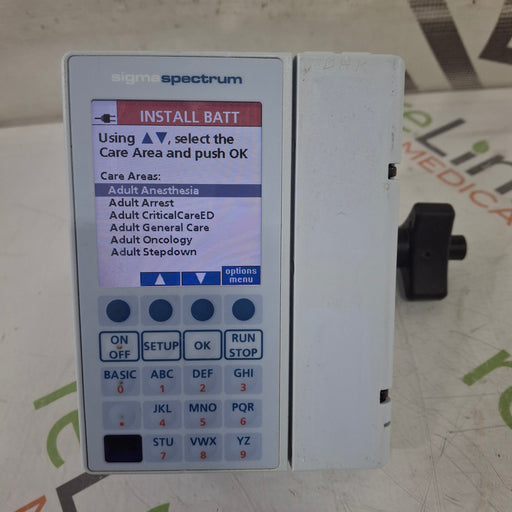 sigmaspectrum
INSTALL BATT
Using ▲▼, select the
Care Area and push OK
Care Areas:
Adult Anesthesia
Adult Arrest
Adult CriticalCareED
Adult General Care
Adult Oncology
Adult Stepdown
▲ ▼ options
menu
ON
OFF
SETUP
OK
RUN
STOP
BASIC ABC DEF GHI
0 1 2 3
JKL MNO PQR
. 4 5 6
STU VWX YZ
7 8 9
MEDICAL